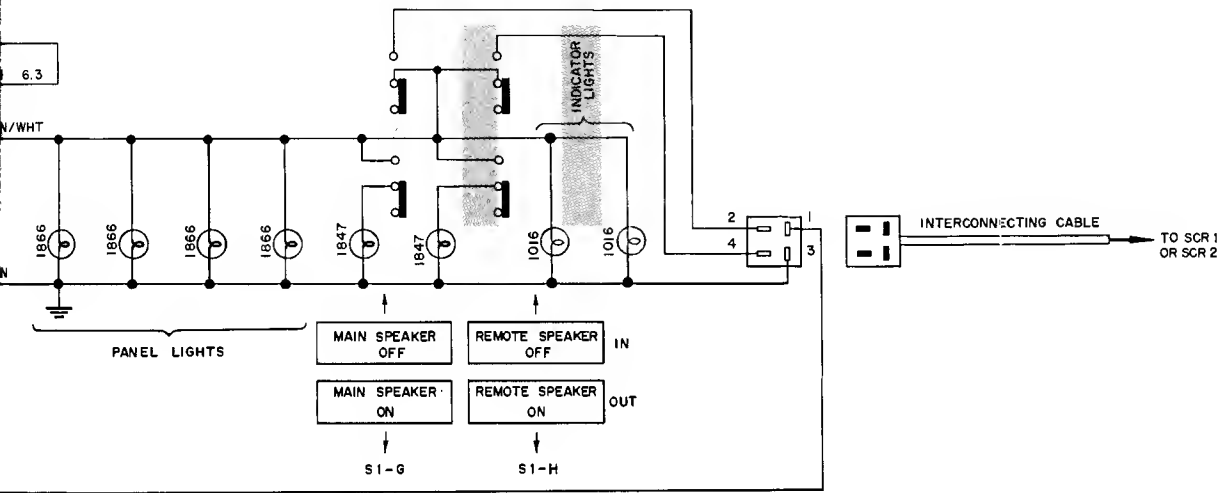 6.3
INDICATOR
LIGHTS
N/WHT
1866
1866
1866
1866
1847
1847
1016
1016
2
1
4
3
INTERCONNECTING CABLE
TO SCR 1
OR SCR 2
N
PANEL LIGHTS
MAIN SPEAKER
OFF
REMOTE SPEAKER
OFF
IN
MAIN SPEAKER
ON
REMOTE SPEAKER
ON
OUT
S1-G
S1-H